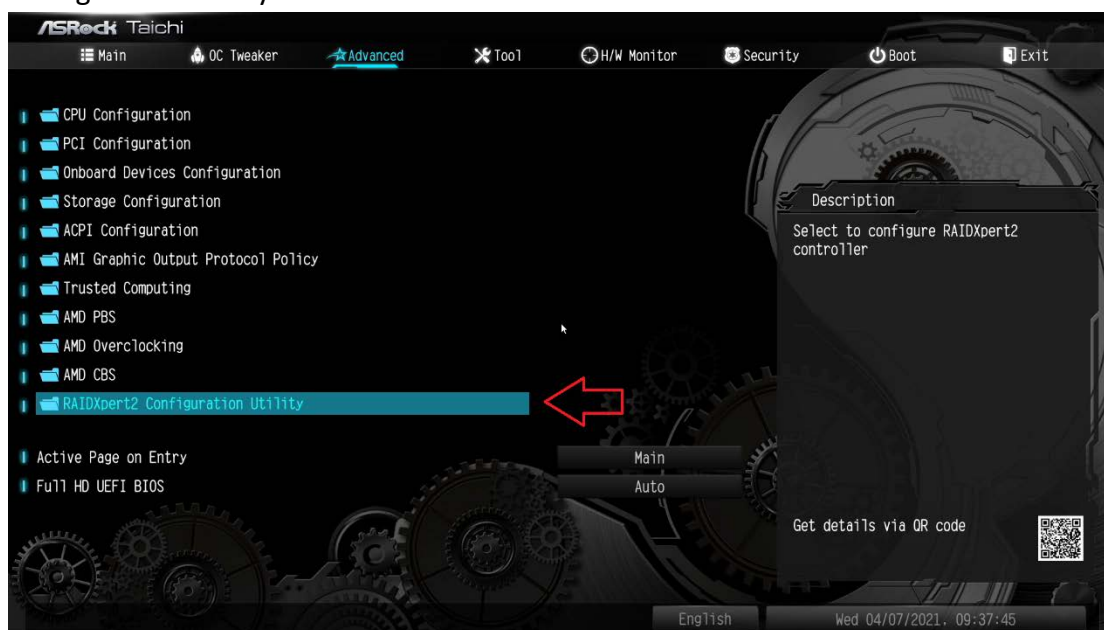 ASRock Taichi
Main OC Tweaker Advanced Tool H/W Monitor Security Boot Exit
CPU Configuration
PCI Configuration
Onboard Devices Configuration
Storage Configuration
ACPI Configuration
AMI Graphic Output Protocol Policy
Trusted Computing
AMD PBS
AMD Overclocking
AMD CBS
RAIDXpert2 Configuration Utility
Active Page on Entry Main
Full HD UEFI BIOS Auto
Description
Select to configure RAIDXpert2
controller
Get details via QR code
English Wed 04/07/2021, 09:37:45